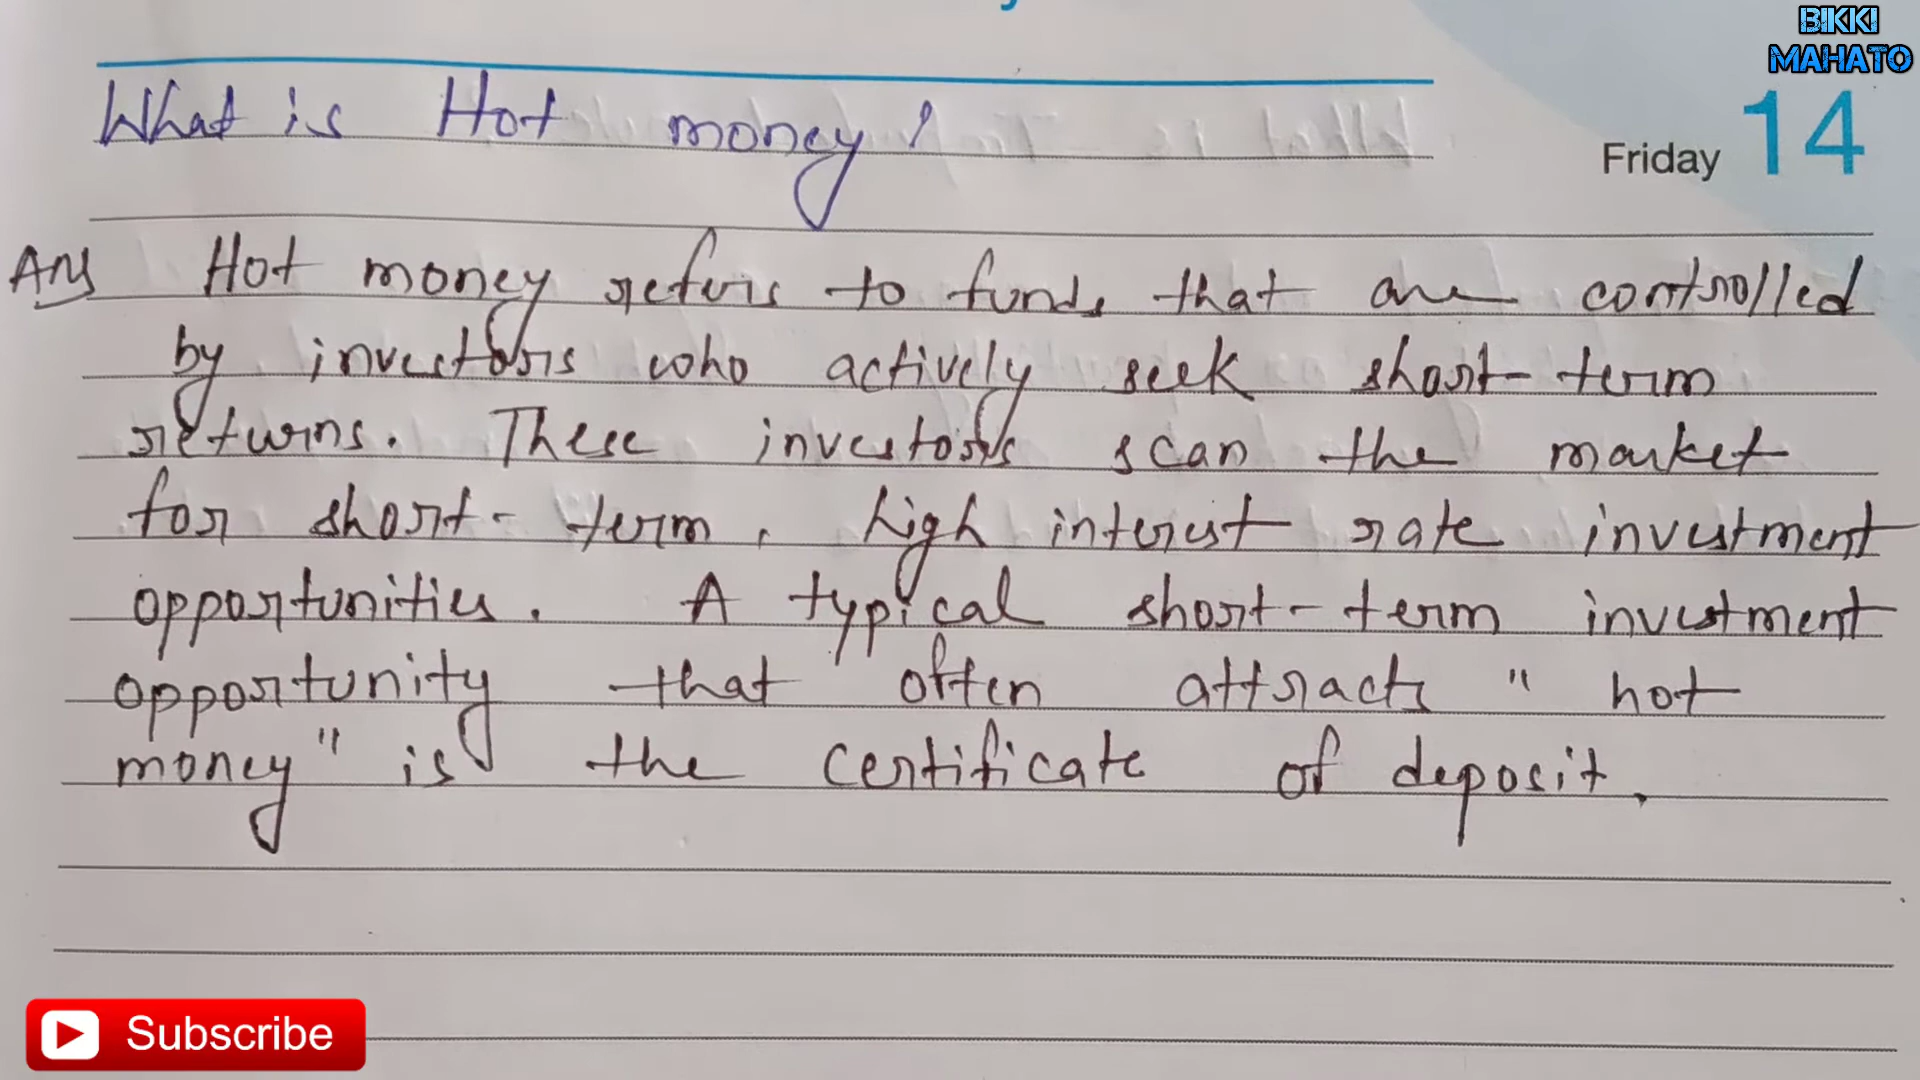 BIKKI
MAHATO
What is Hot money?
Friday 14
Ans Hot money refers to funds that are controlled
by investors who actively seek short-term
returns. These investors scan the market
for short-term, high interest rate investment
opportunities. A typical short-term investment
opportunity that often attracts "hot
money" is the certificate of deposit.
Subscribe